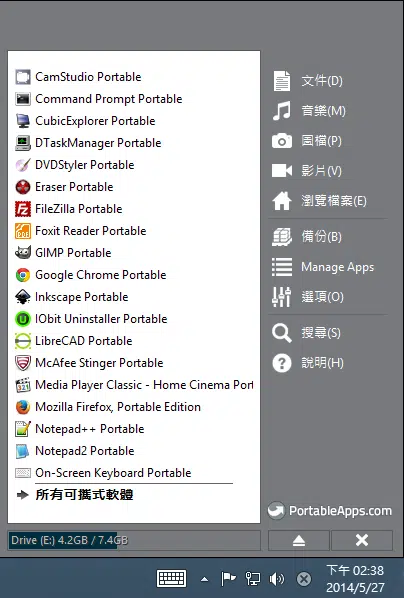 CamStudio Portable
Command Prompt Portable
CubicExplorer Portable
DTaskManager Portable
DVDStyler Portable
Eraser Portable
FileZilla Portable
Foxit Reader Portable
GIMP Portable
Google Chrome Portable
Inkscape Portable
IObit Uninstaller Portable
LibreCAD Portable
McAfee Stinger Portable
Media Player Classic - Home Cinema Port
Mozilla Firefox, Portable Edition
Notepad++ Portable
Notepad2 Portable
On-Screen Keyboard Portable
所有可攜式軟體
文件(D)
音樂(M)
圖檔(P)
影片(V)
瀏覽檔案(E)
備份(B)
Manage Apps
選項(O)
搜尋(S)
說明(H)
PortableApps.com
Drive (E:) 4.2GB / 7.4GB
下午 02:38
2014/5/27